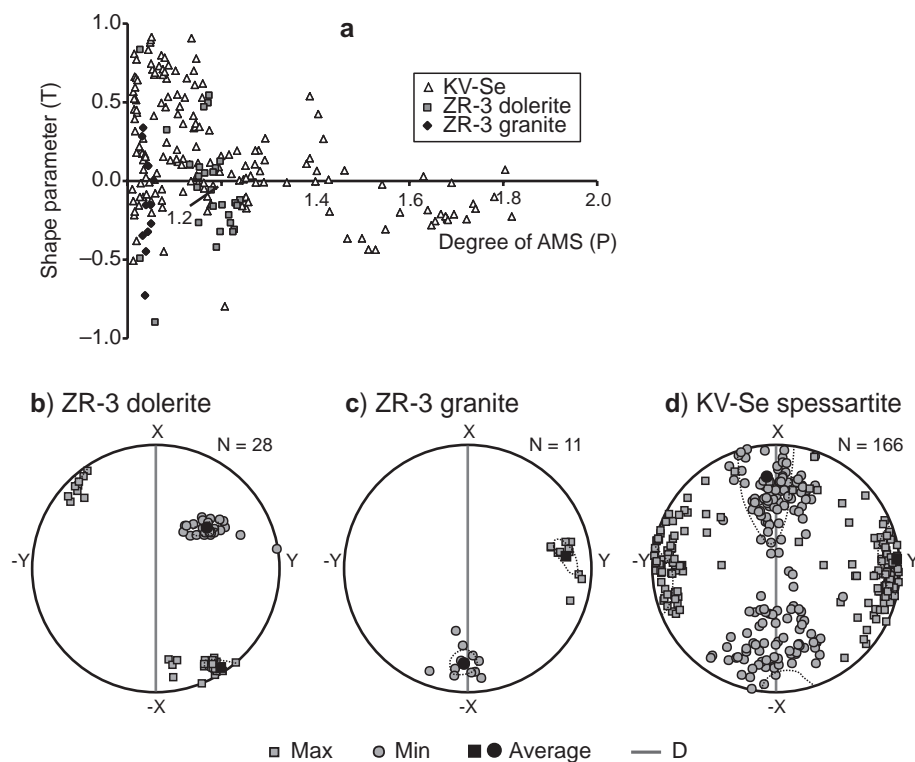 a
1.0
0.5
0.0
–0.5
–1.0
Shape parameter (T)
1.2
1.4
1.6
1.8
2.0
Degree of AMS (P)
KV-Se
ZR-3 dolerite
ZR-3 granite
b) ZR-3 dolerite
X
N = 28
-Y
Y
-X
c) ZR-3 granite
X
N = 11
-Y
Y
-X
d) KV-Se spessartite
X
N = 166
-Y
Y
-X
Max Min Average D